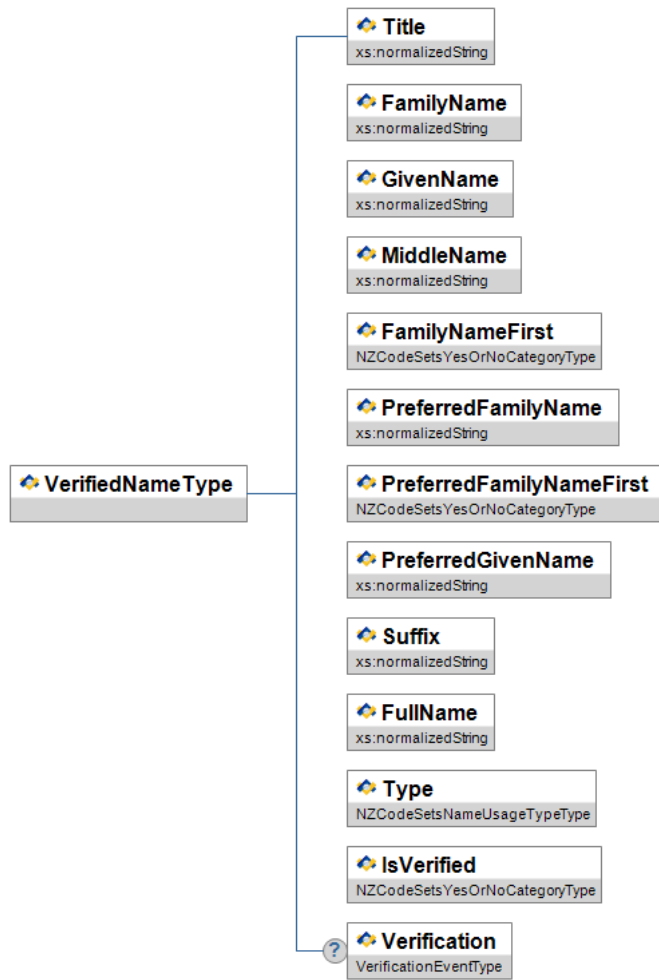 Title
xs:normalizedString
FamilyName
xs:normalizedString
GivenName
xs:normalizedString
MiddleName
xs:normalizedString
FamilyNameFirst
NZCodeSetsYesOrNoCategoryType
PreferredFamilyName
xs:normalizedString
VerifiedNameType
PreferredFamilyNameFirst
NZCodeSetsYesOrNoCategoryType
PreferredGivenName
xs:normalizedString
Suffix
xs:normalizedString
FullName
xs:normalizedString
Type
NZCodeSetsNameUsageTypeType
IsVerified
NZCodeSetsYesOrNoCategoryType
? Verification
VerificationEventType